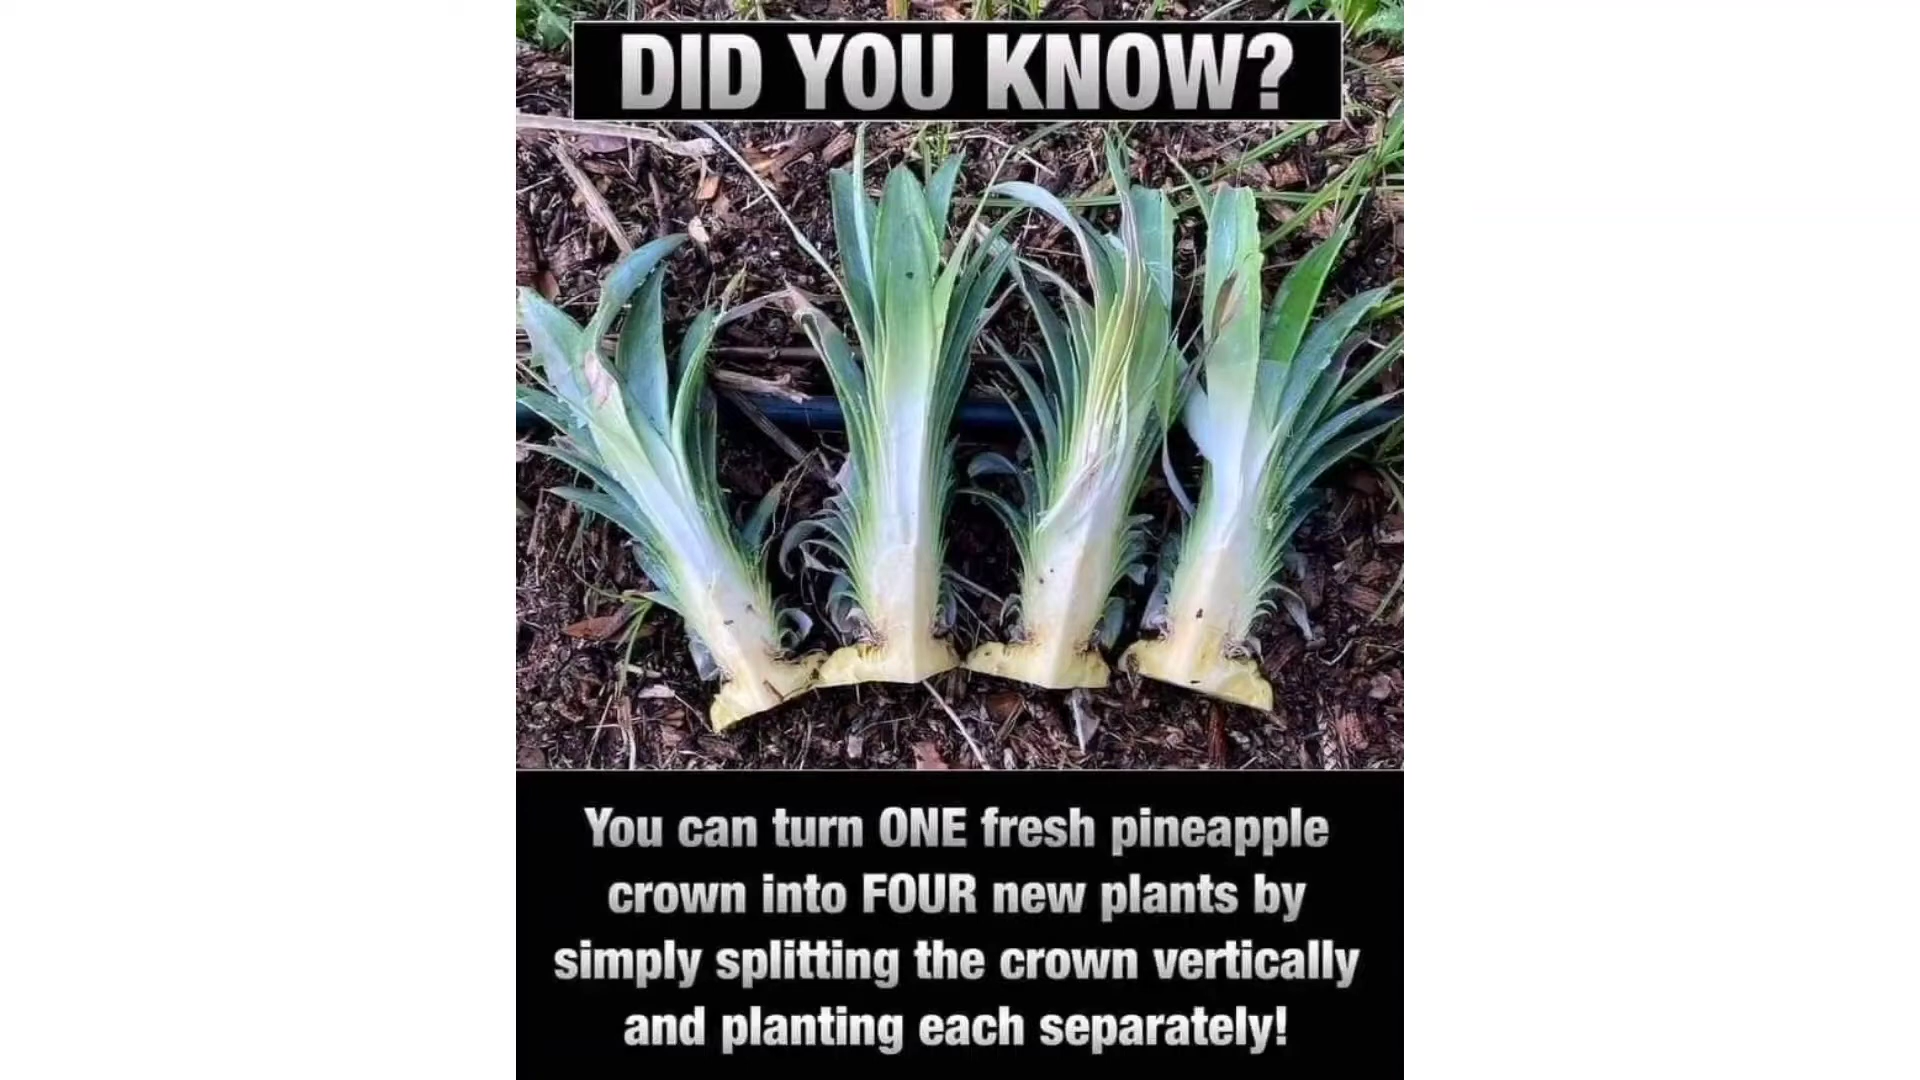 DID YOU KNOW?
You can turn ONE fresh pineapple
crown into FOUR new plants by
simply splitting the crown vertically
and planting each separately!